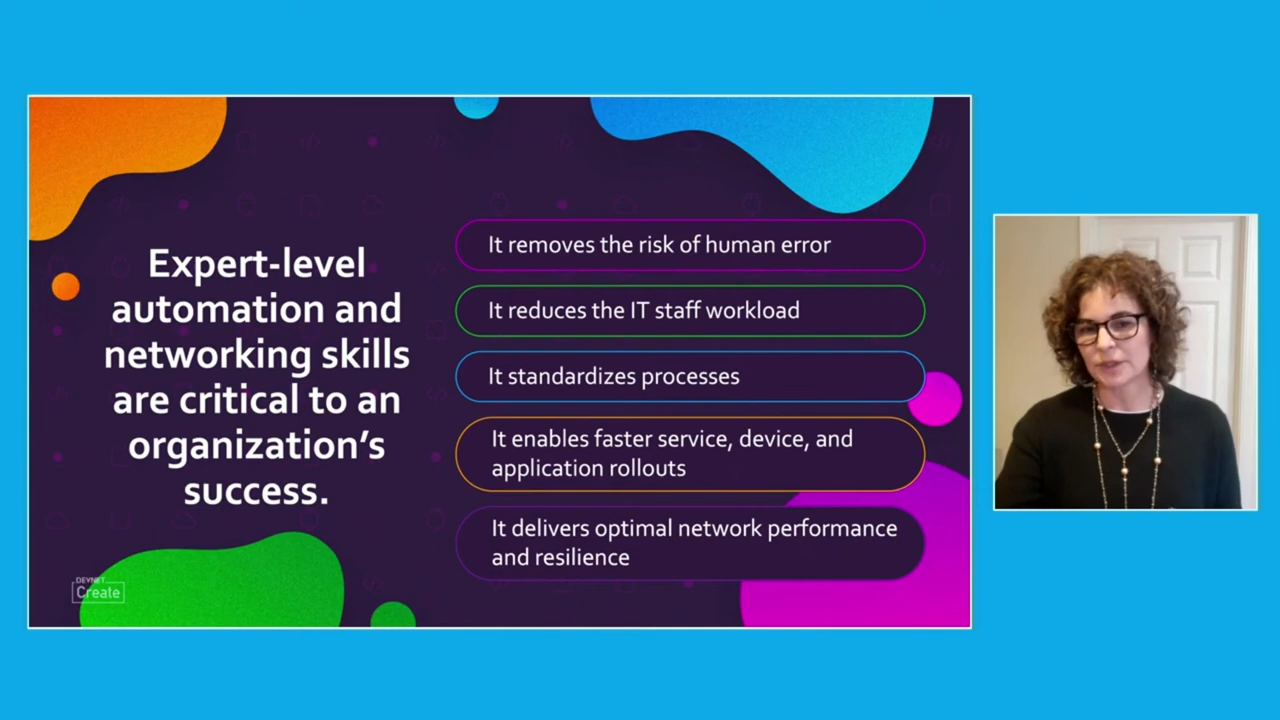 Expert-level
automation and
networking skills
are critical to an
organization's
success.
It removes the risk of human error
It reduces the IT staff workload
It standardizes processes
It enables faster service, device, and
application rollouts
It delivers optimal network performance
and resilience
DEVNET
Create